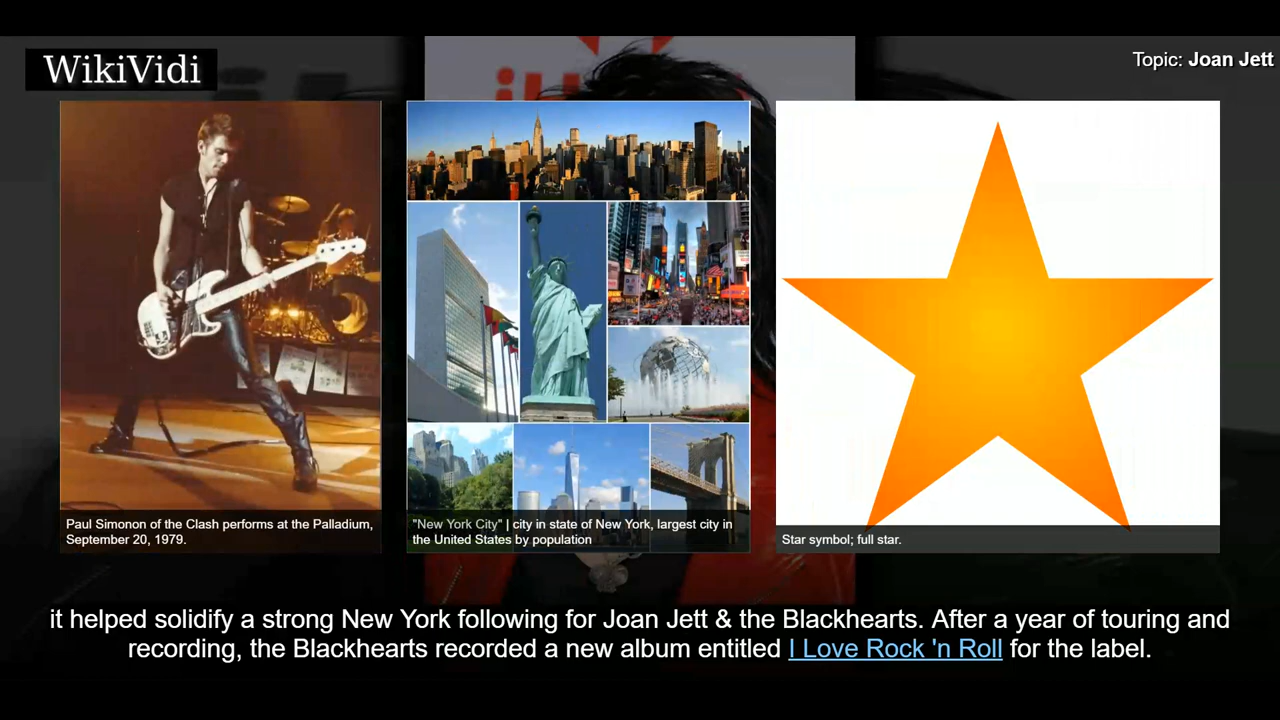 WikiVidi
Topic: Joan Jett
Paul Simonon of the Clash performs at the Palladium,
September 20, 1979.
"New York City" | city in state of New York, largest city in
the United States by population
Star symbol; full star.
it helped solidify a strong New York following for Joan Jett & the Blackhearts. After a year of touring and
recording, the Blackhearts recorded a new album entitled I Love Rock 'n Roll for the label.